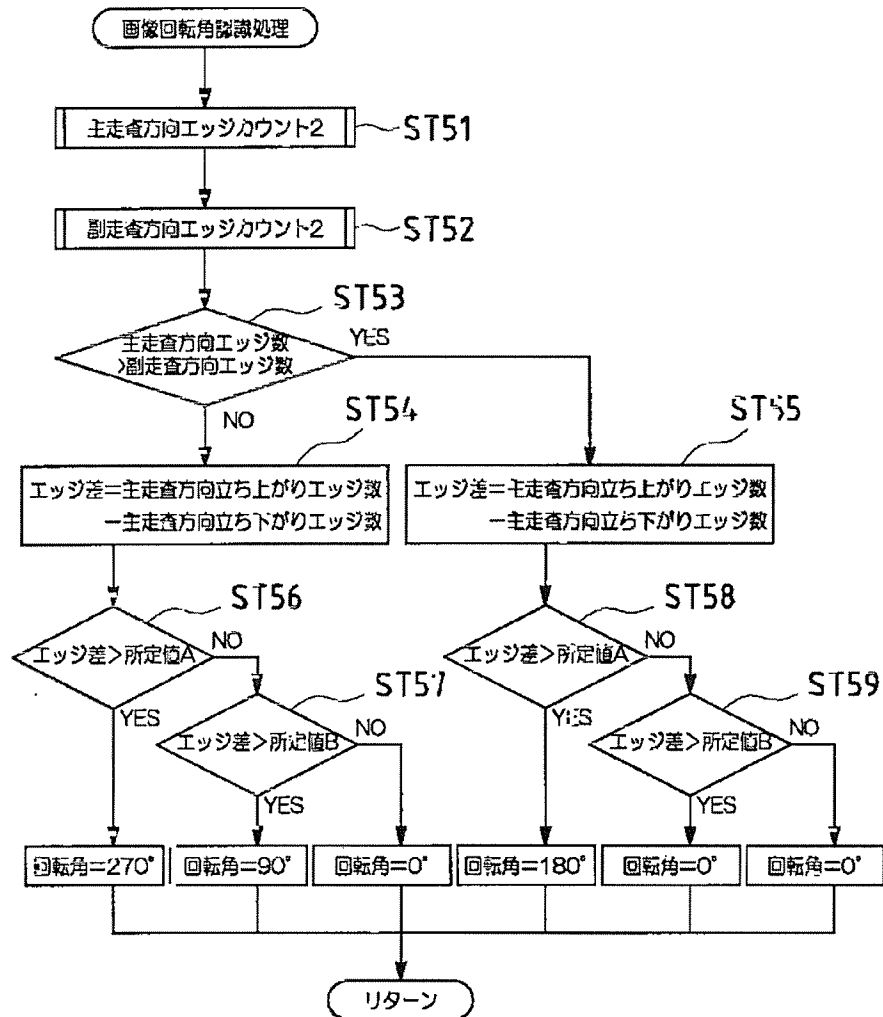 画像回転角認識処理
主走査方向エッジカウント2
ST51
副走査方向エッジカウント2
ST52
ST53
主走査方向エッジ数
>副走査方向エッジ数
YES
NO
ST54
ST55
エッジ差=主走査方向立ち上がりエッジ数
ー主走査方向立ち下がりエッジ数
エッジ差=主走査方向立ち上がりエッジ数
ー主走査方向立ち下がりエッジ数
ST56
ST58
エッジ差>所定値A
NO
エッジ差>所定値A
NO
YES
ST57
YES
ST59
エッジ差>所定値B
NO
エッジ差>所定値B
NO
YES
YES
回転角=270°
回転角=90°
回転角=0°
回転角=180°
回転角=0°
回転角=0°
リターン